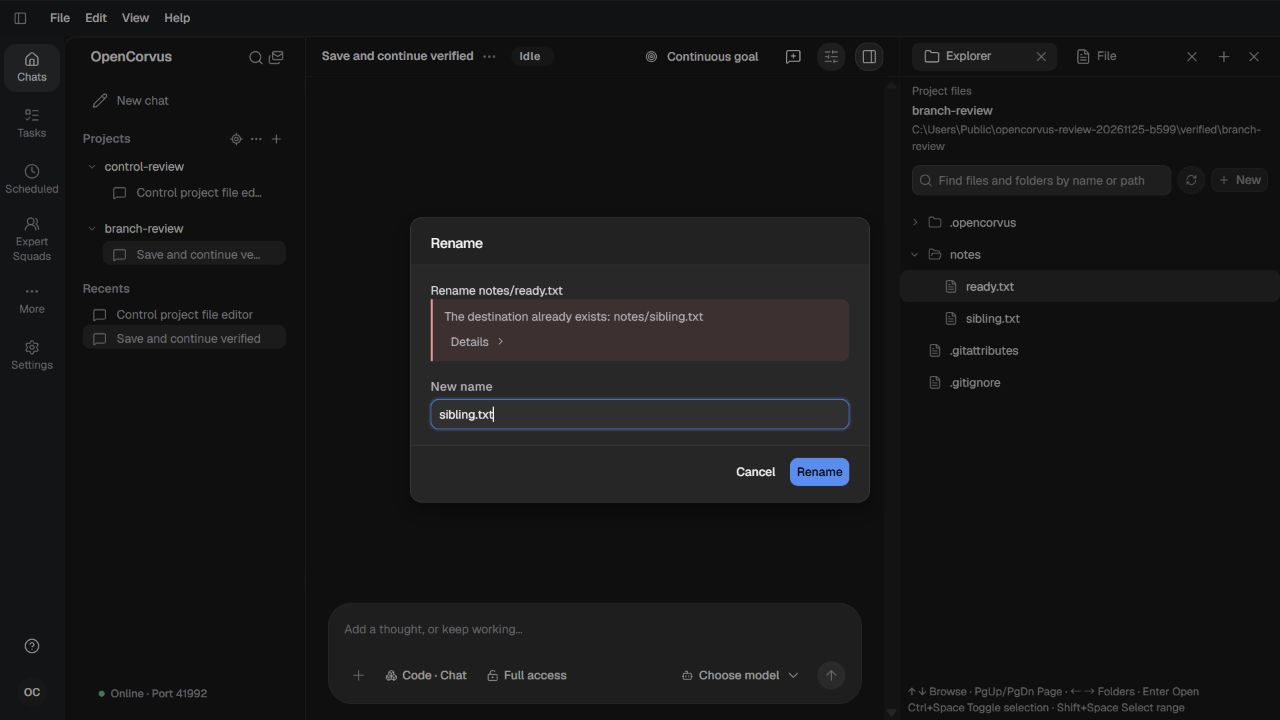 File Edit View Help
Chats
Tasks
Scheduled
Expert
Squads
More
Settings
OC
OpenCorvus
New chat
Projects
control-review
Control project file ed...
branch-review
Save and continue ve...
Recents
Control project file editor
Save and continue verified
Online · Port 41992
Save and continue verified ··· Idle
Continuous goal
Rename
Rename notes/ready.txt
The destination already exists: notes/sibling.txt
Details
New name
sibling.txt
Cancel Rename
Add a thought, or keep working...
Code · Chat Full access Choose model
Explorer File
Project files
branch-review
C:\Users\Public\opencorvus-review-20261125-b599\verified\branch-
review
Find files and folders by name or path New
.opencorvus
notes
ready.txt
sibling.txt
.gitattributes
.gitignore
↑↓ Browse · PgUp/PgDn Page · ←→ Folders · Enter Open
Ctrl+Space Toggle selection · Shift+Space Select range